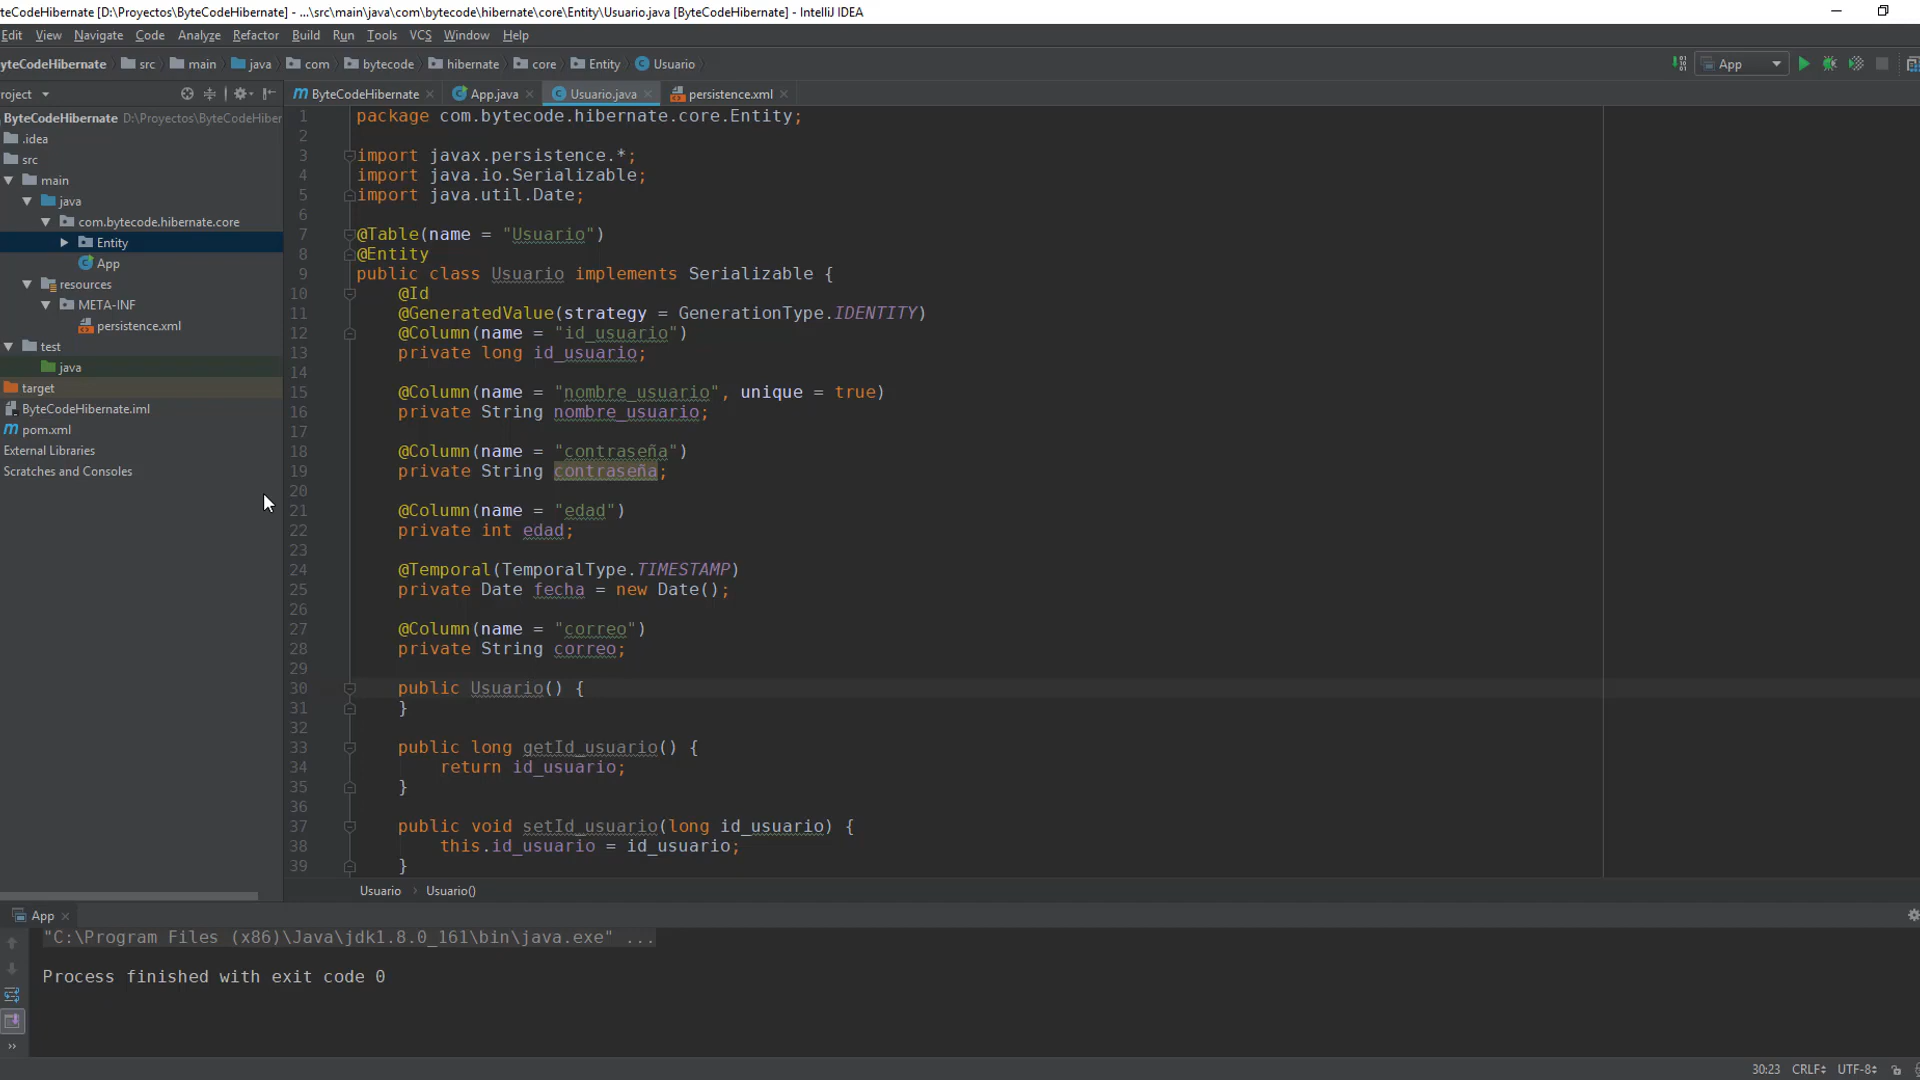 teCodeHibernate [D:\Proyectos\ByteCodeHibernate] - ...\src\main\java\com\bytecode\hibernate\core\Entity\Usuario.java [ByteCodeHibernate] - IntelliJ IDEA
Edit View Navigate Code Analyze Refactor Build Run Tools VCS Window Help
yteCodeHibernate src main java com bytecode hibernate core Entity Usuario App
roject
ByteCodeHibernate App.java Usuario.java persistence.xml
ByteCodeHibernate D:\Proyectos\ByteCodeHiber
.idea
src
main
java
com.bytecode.hibernate.core
Entity
App
resources
META-INF
persistence.xml
test
java
target
ByteCodeHibernate.iml
pom.xml
External Libraries
Scratches and Consoles
1 package com.bytecode.hibernate.core.Entity;
2
3 import javax.persistence.*;
4 import java.io.Serializable;
5 import java.util.Date;
6
7 @Table(name = "Usuario")
8 @Entity
9 public class Usuario implements Serializable {
10 @Id
11 @GeneratedValue(strategy = GenerationType.IDENTITY)
12 @Column(name = "id_usuario")
13 private long id_usuario;
14
15 @Column(name = "nombre_usuario", unique = true)
16 private String nombre_usuario;
17
18 @Column(name = "contraseña")
19 private String contraseña;
20
21 @Column(name = "edad")
22 private int edad;
23
24 @Temporal(TemporalType.TIMESTAMP)
25 private Date fecha = new Date();
26
27 @Column(name = "correo")
28 private String correo;
29
30 public Usuario() {
31 }
32
33 public long getId_usuario() {
34 return id_usuario;
35 }
36
37 public void setId_usuario(long id_usuario) {
38 this.id_usuario = id_usuario;
39 }
Usuario › Usuario()
App
"C:\Program Files (x86)\Java\jdk1.8.0_161\bin\java.exe" ...
Process finished with exit code 0
30:23 CRLF UTF-8